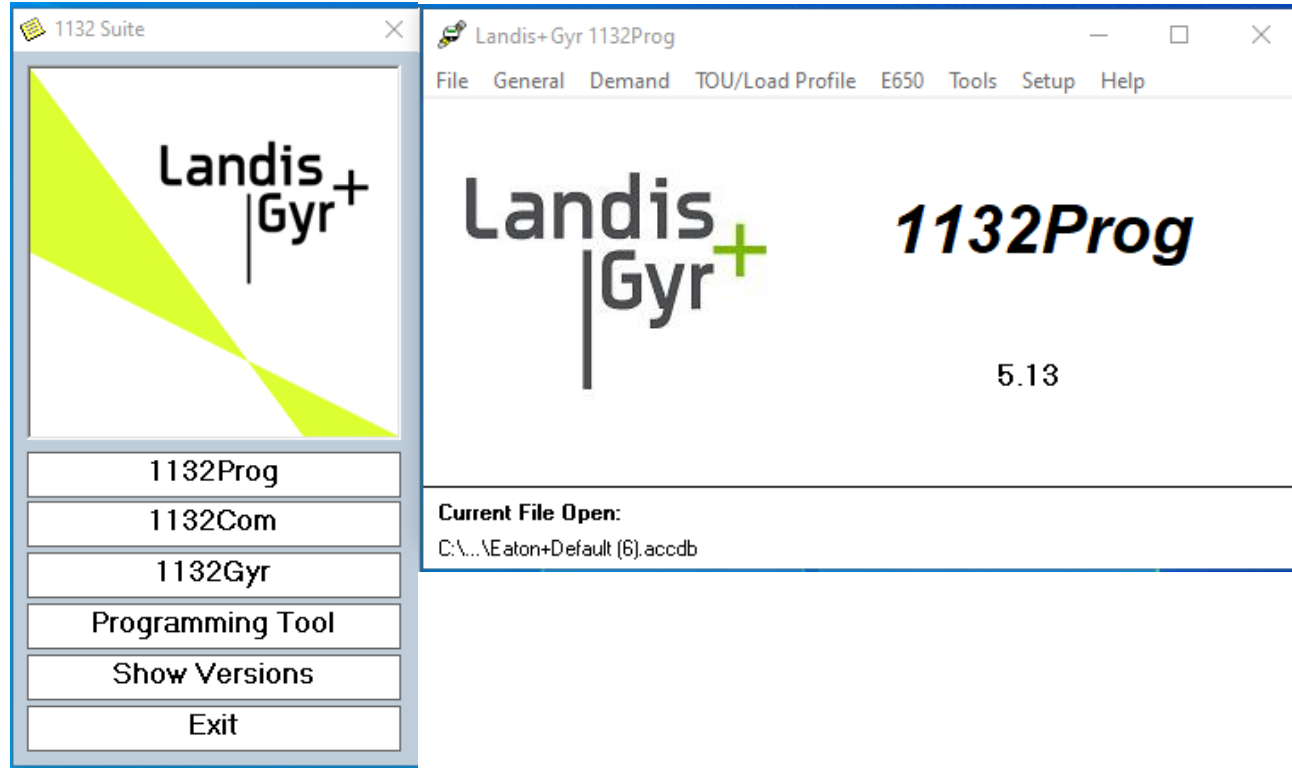 1132 Suite
Landis
Gyr+
1132Prog
1132Com
1132Gyr
Programming Tool
Show Versions
Exit
Landis+Gyr 1132Prog
File General Demand TOU/Load Profile E650 Tools Setup Help
Landis
Gyr+
1132Prog
5.13
Current File Open:
C:\...\Eaton+Default (6).accdb